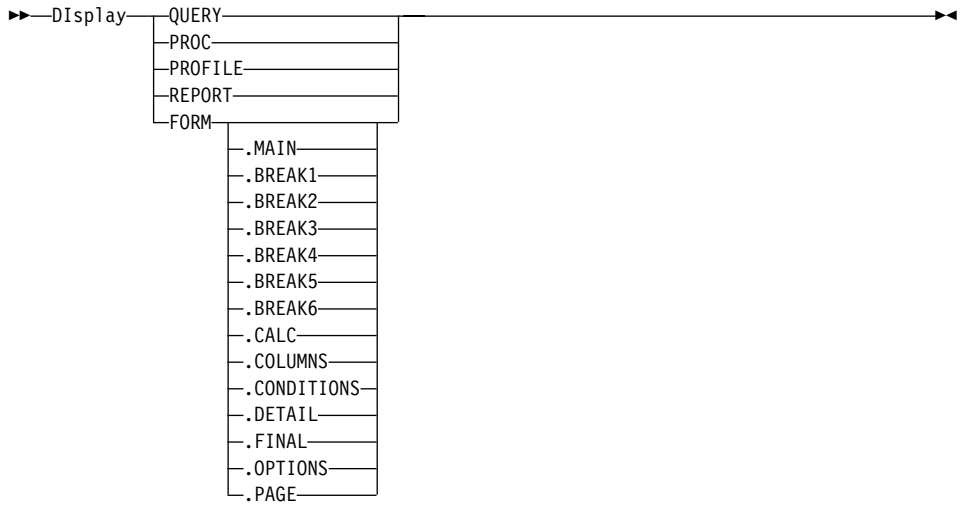 DIsplay QUERY
PROC
PROFILE
REPORT
FORM
.MAIN
.BREAK1
.BREAK2
.BREAK3
.BREAK4
.BREAK5
.BREAK6
.CALC
.COLUMNS
.CONDITIONS
.DETAIL
.FINAL
.OPTIONS
.PAGE